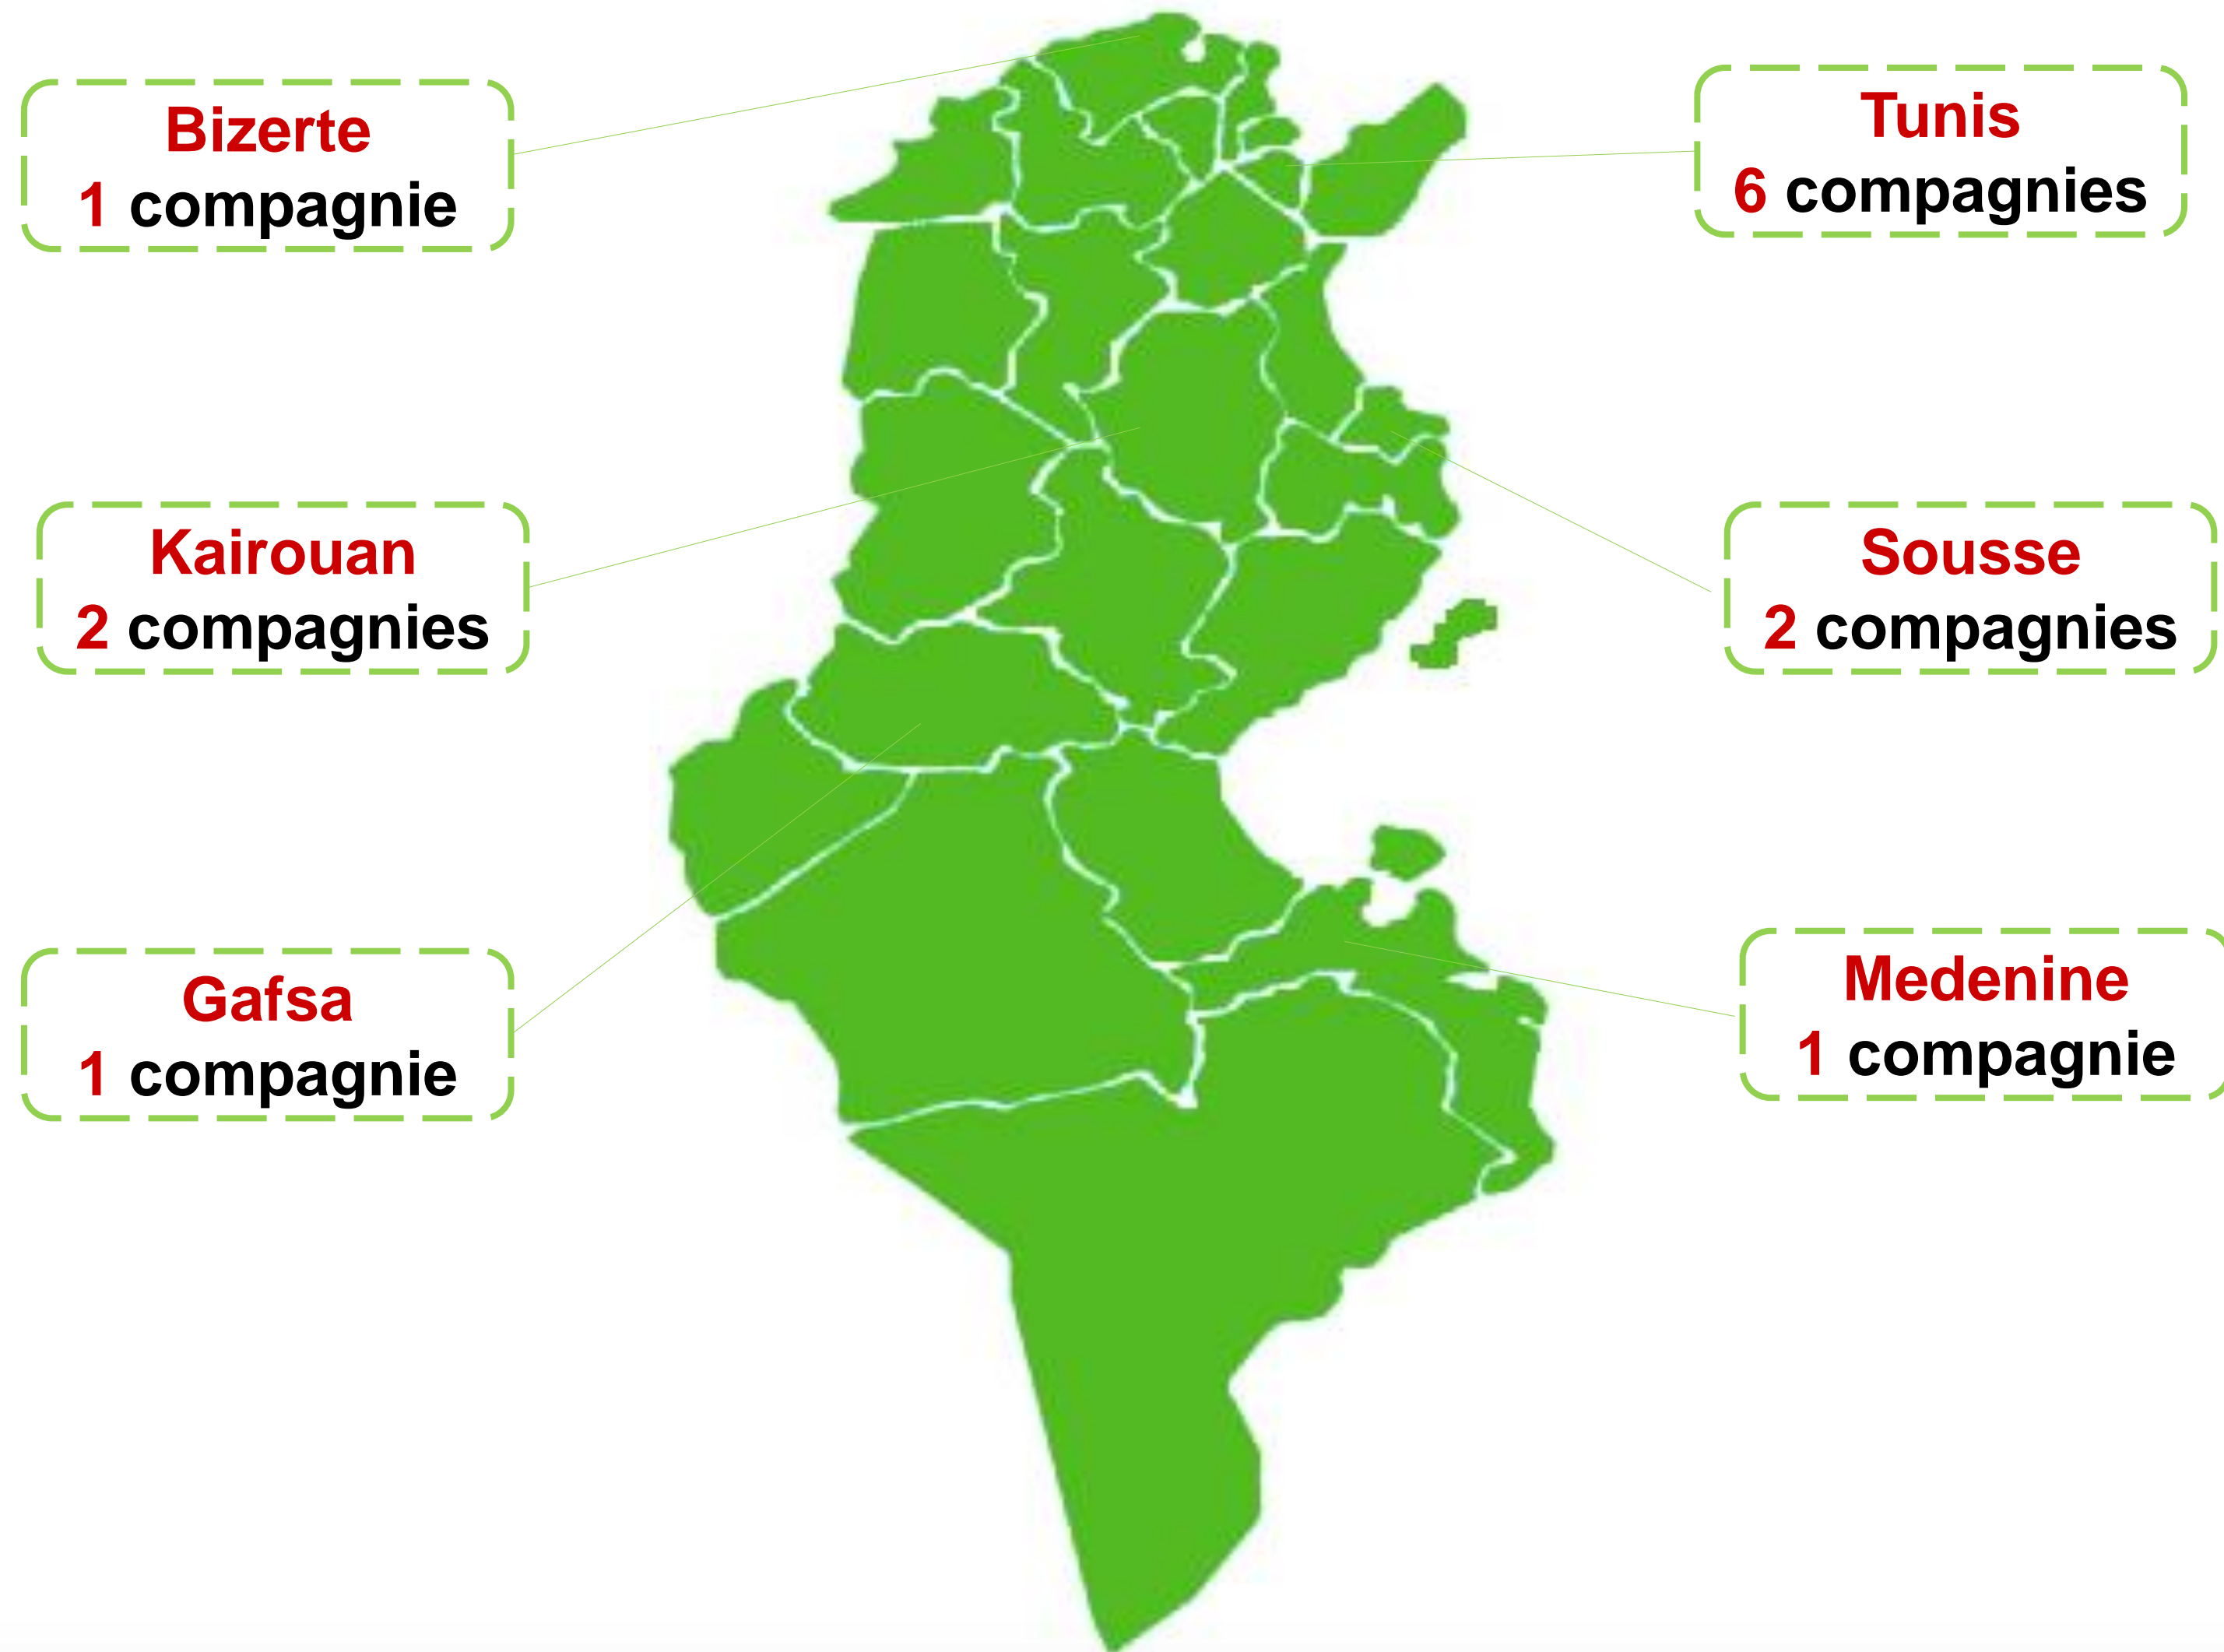 Bizerte
1 compagnie
Tunis
6 compagnies
Kairouan
2 compagnies
Sousse
2 compagnies
Gafsa
1 compagnie
Medenine
1 compagnie